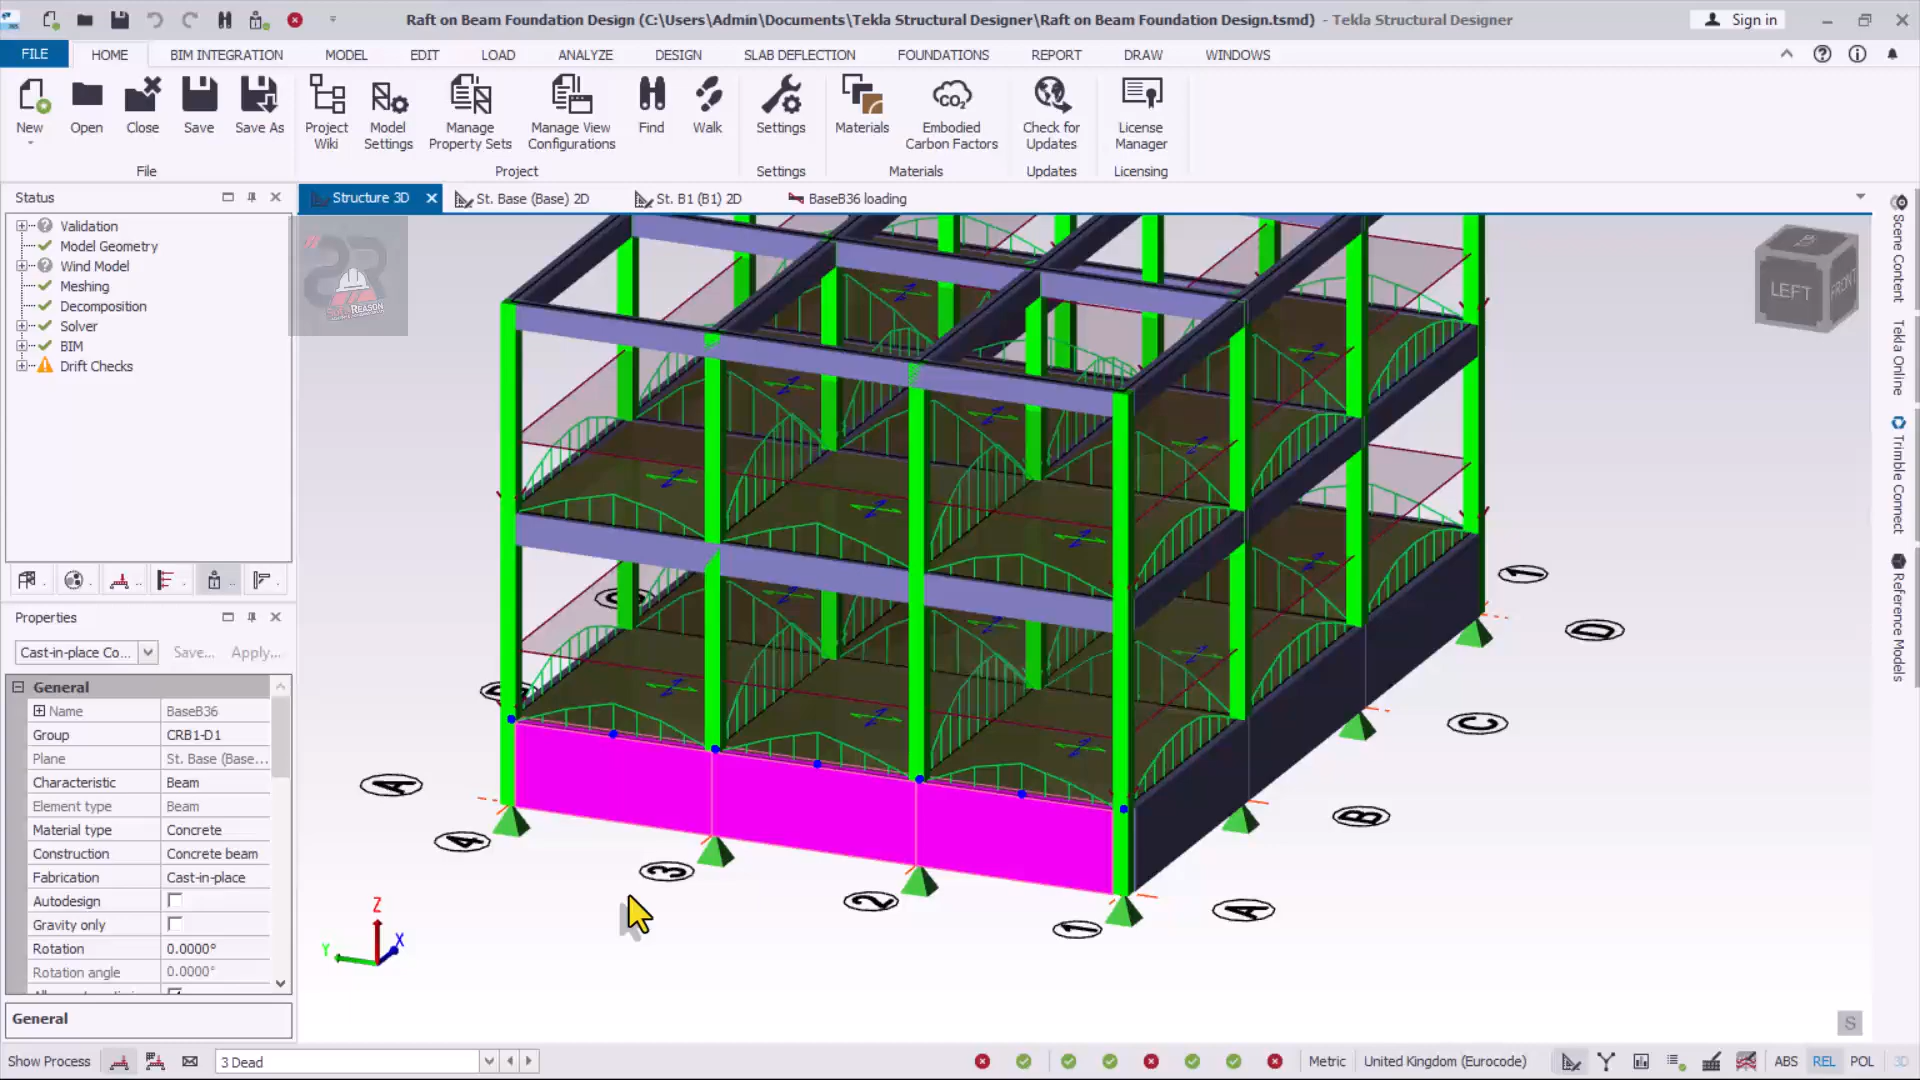 Raft on Beam Foundation Design (C:\Users\Admin\Documents\Tekla Structural Designer\Raft on Beam Foundation Design.tsmd) - Tekla Structural Designer
Sign in
FILE HOME BIM INTEGRATION MODEL EDIT LOAD ANALYZE DESIGN SLAB DEFLECTION FOUNDATIONS REPORT DRAW WINDOWS
New Open Close Save Save As Project Wiki Model Settings Manage Property Sets Manage View Configurations Find Walk Settings Materials Embodied Carbon Factors Check for Updates License Manager
CO2
File Project Settings Materials Updates Licensing
Status
Structure 3D St. Base (Base) 2D St. B1 (B1) 2D BaseB36 loading
Validation
Model Geometry
Wind Model
Meshing
Decomposition
Solver
BIM
Drift Checks
LEFT
FRONT
Scene Content
Tekla Online
Trimble Connect
Reference Models
Properties
Cast-in-place Co... Save... Apply...
General
Name BaseB36
Group CRB1-D1
Plane St. Base (Base...
Characteristic Beam
Element type Beam
Material type Concrete
Construction Concrete beam
Fabrication Cast-in-place
Autodesign
Gravity only
Rotation 0.0000°
Rotation angle 0.0000°
General
1
D
C
B
A
A
4
3
2
1
Z
Y
X
S
Show Process 3 Dead Metric United Kingdom (Eurocode) ABS REL POL 3D